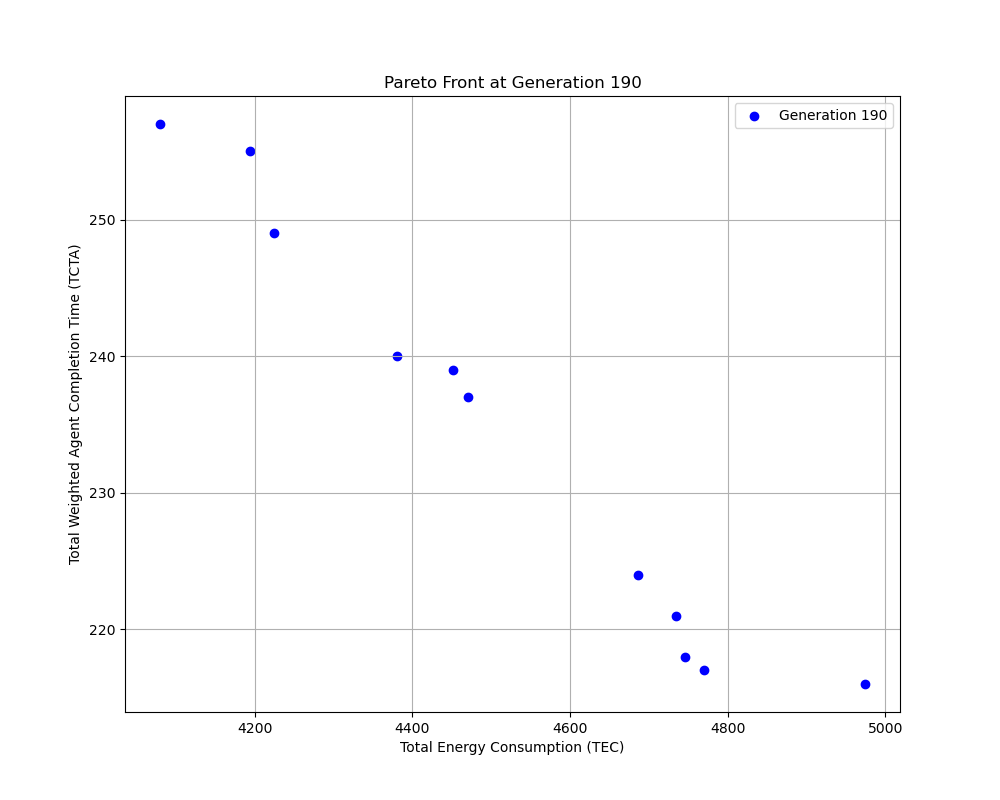 Pareto Front at Generation 190
Generation 190
Total Weighted Agent Completion Time (TCTA)
250
240
230
220
4200
4400
4600
4800
5000
Total Energy Consumption (TEC)